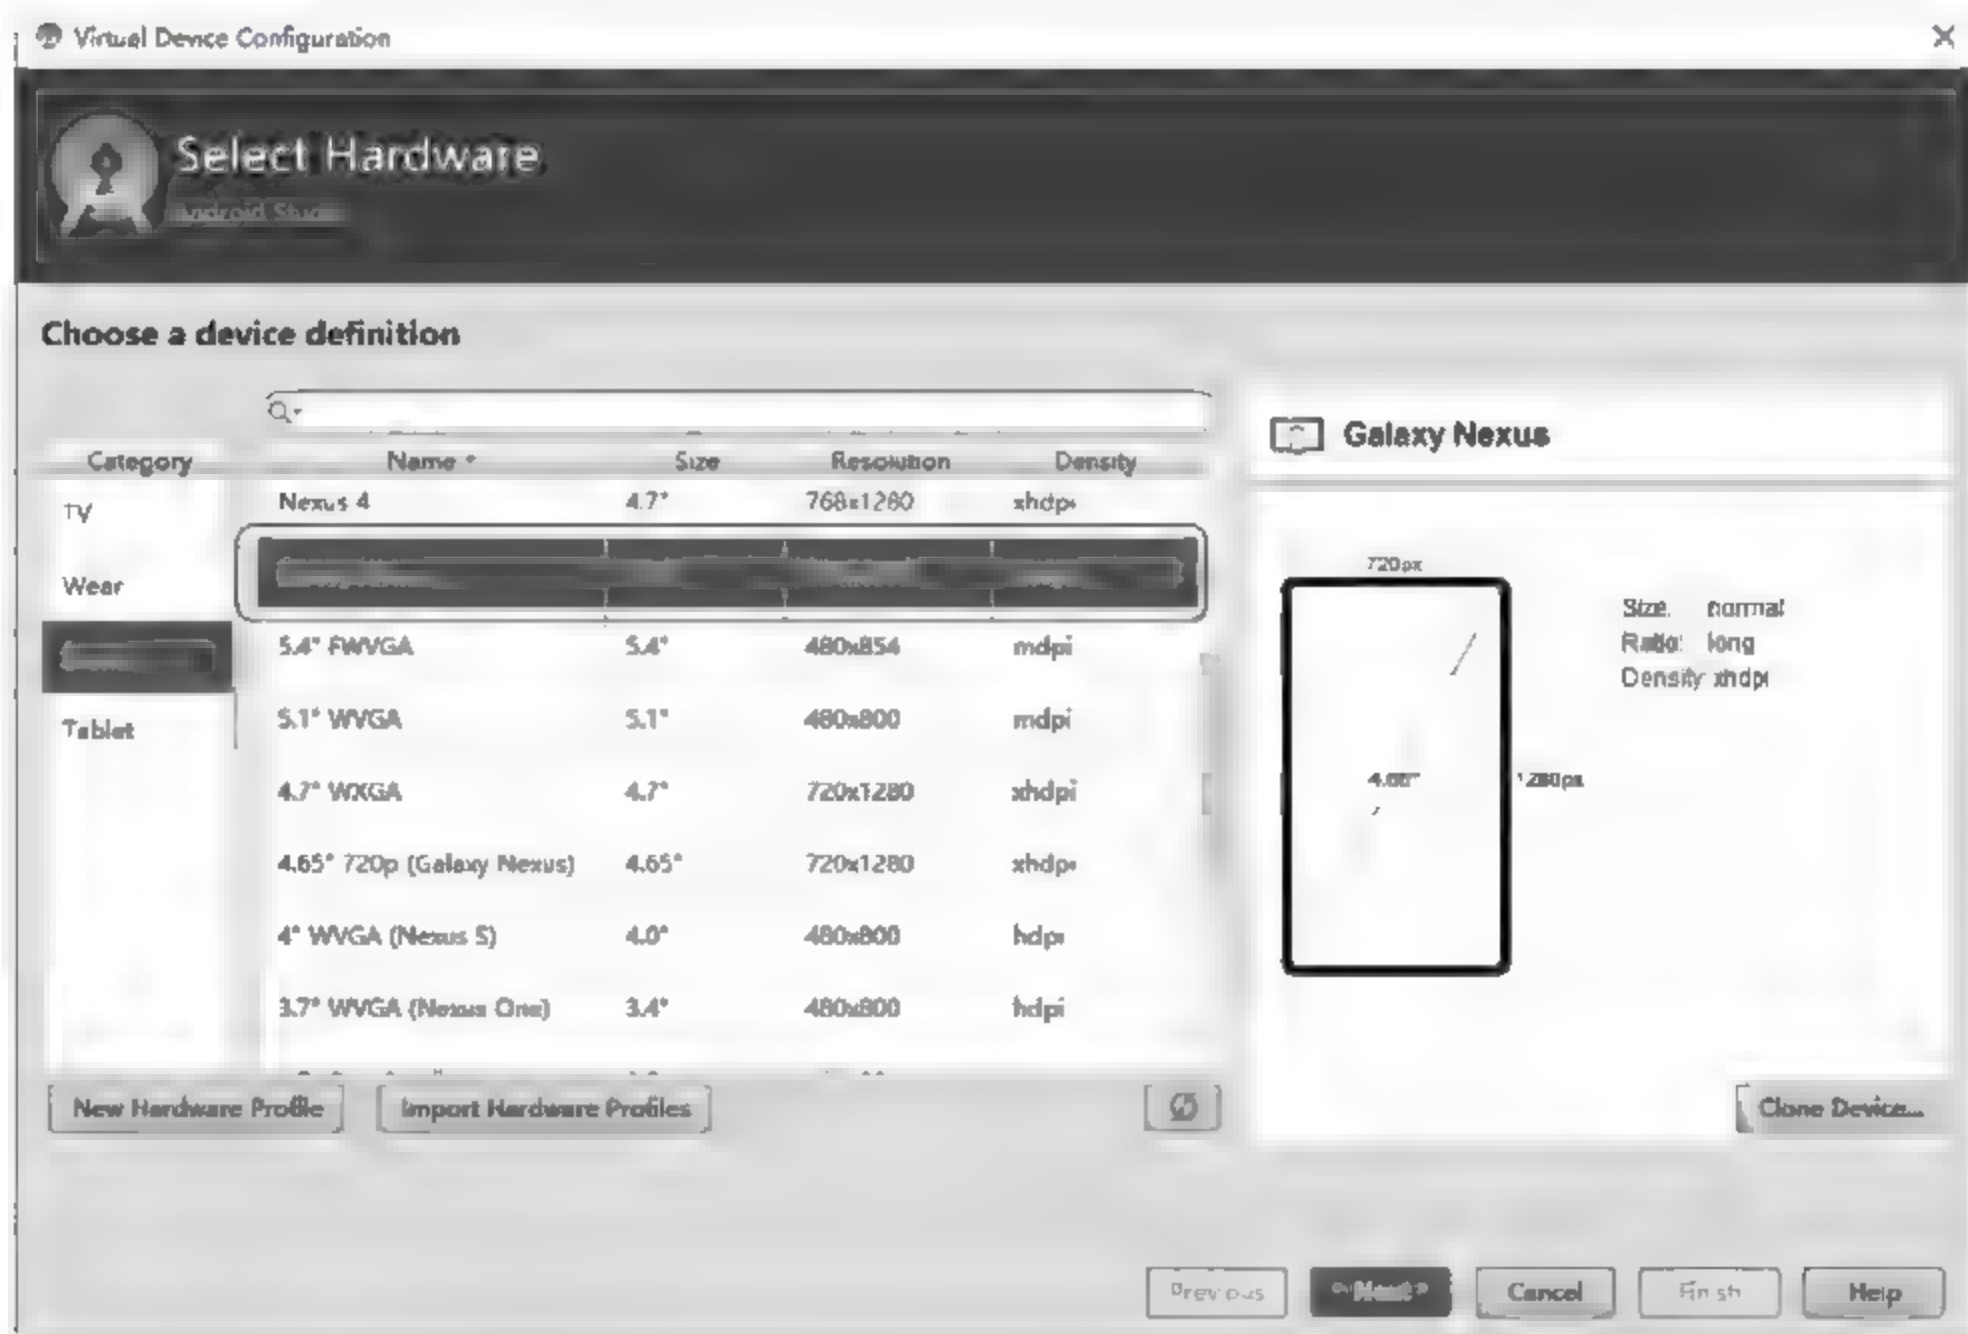 Virtual Device Configuration
Select Hardware
Android Studio
Choose a device definition
Category Name Size Resolution Density
TV
Wear
Tablet
Nexus 4 4.7" 768x1280 xhdpi
5.4" FWVGA 5.4" 480x854 mdpi
5.1" WVGA 5.1" 480x800 mdpi
4.7" WXGA 4.7" 720x1280 xhdpi
4.65" 720p (Galaxy Nexus) 4.65" 720x1280 xhdpi
4" WVGA (Nexus S) 4.0" 480x800 hdpi
3.7" WVGA (Nexus One) 3.4" 480x800 hdpi
New Hardware Profile Import Hardware Profiles
Galaxy Nexus
720px
Size: normal
Ratio: long
Density: xhdpi
1280px
Clone Device...
Previous Next Cancel Finish Help